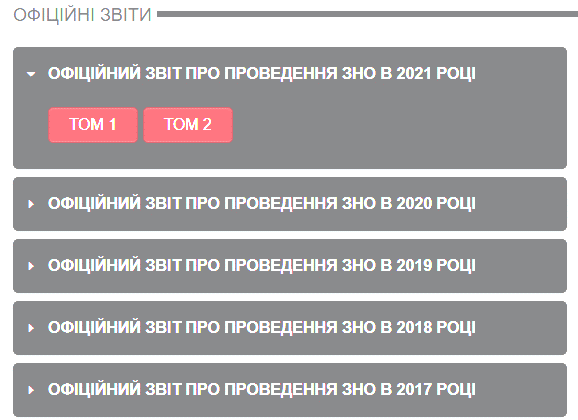 ОФІЦІЙНІ ЗВІТИ
ОФІЦІЙНИЙ ЗВІТ ПРО ПРОВЕДЕННЯ ЗНО В 2021 РОЦІ
ТОМ 1 ТОМ 2
ОФІЦІЙНИЙ ЗВІТ ПРО ПРОВЕДЕННЯ ЗНО В 2020 РОЦІ
ОФІЦІЙНИЙ ЗВІТ ПРО ПРОВЕДЕННЯ ЗНО В 2019 РОЦІ
ОФІЦІЙНИЙ ЗВІТ ПРО ПРОВЕДЕННЯ ЗНО В 2018 РОЦІ
ОФІЦІЙНИЙ ЗВІТ ПРО ПРОВЕДЕННЯ ЗНО В 2017 РОЦІ